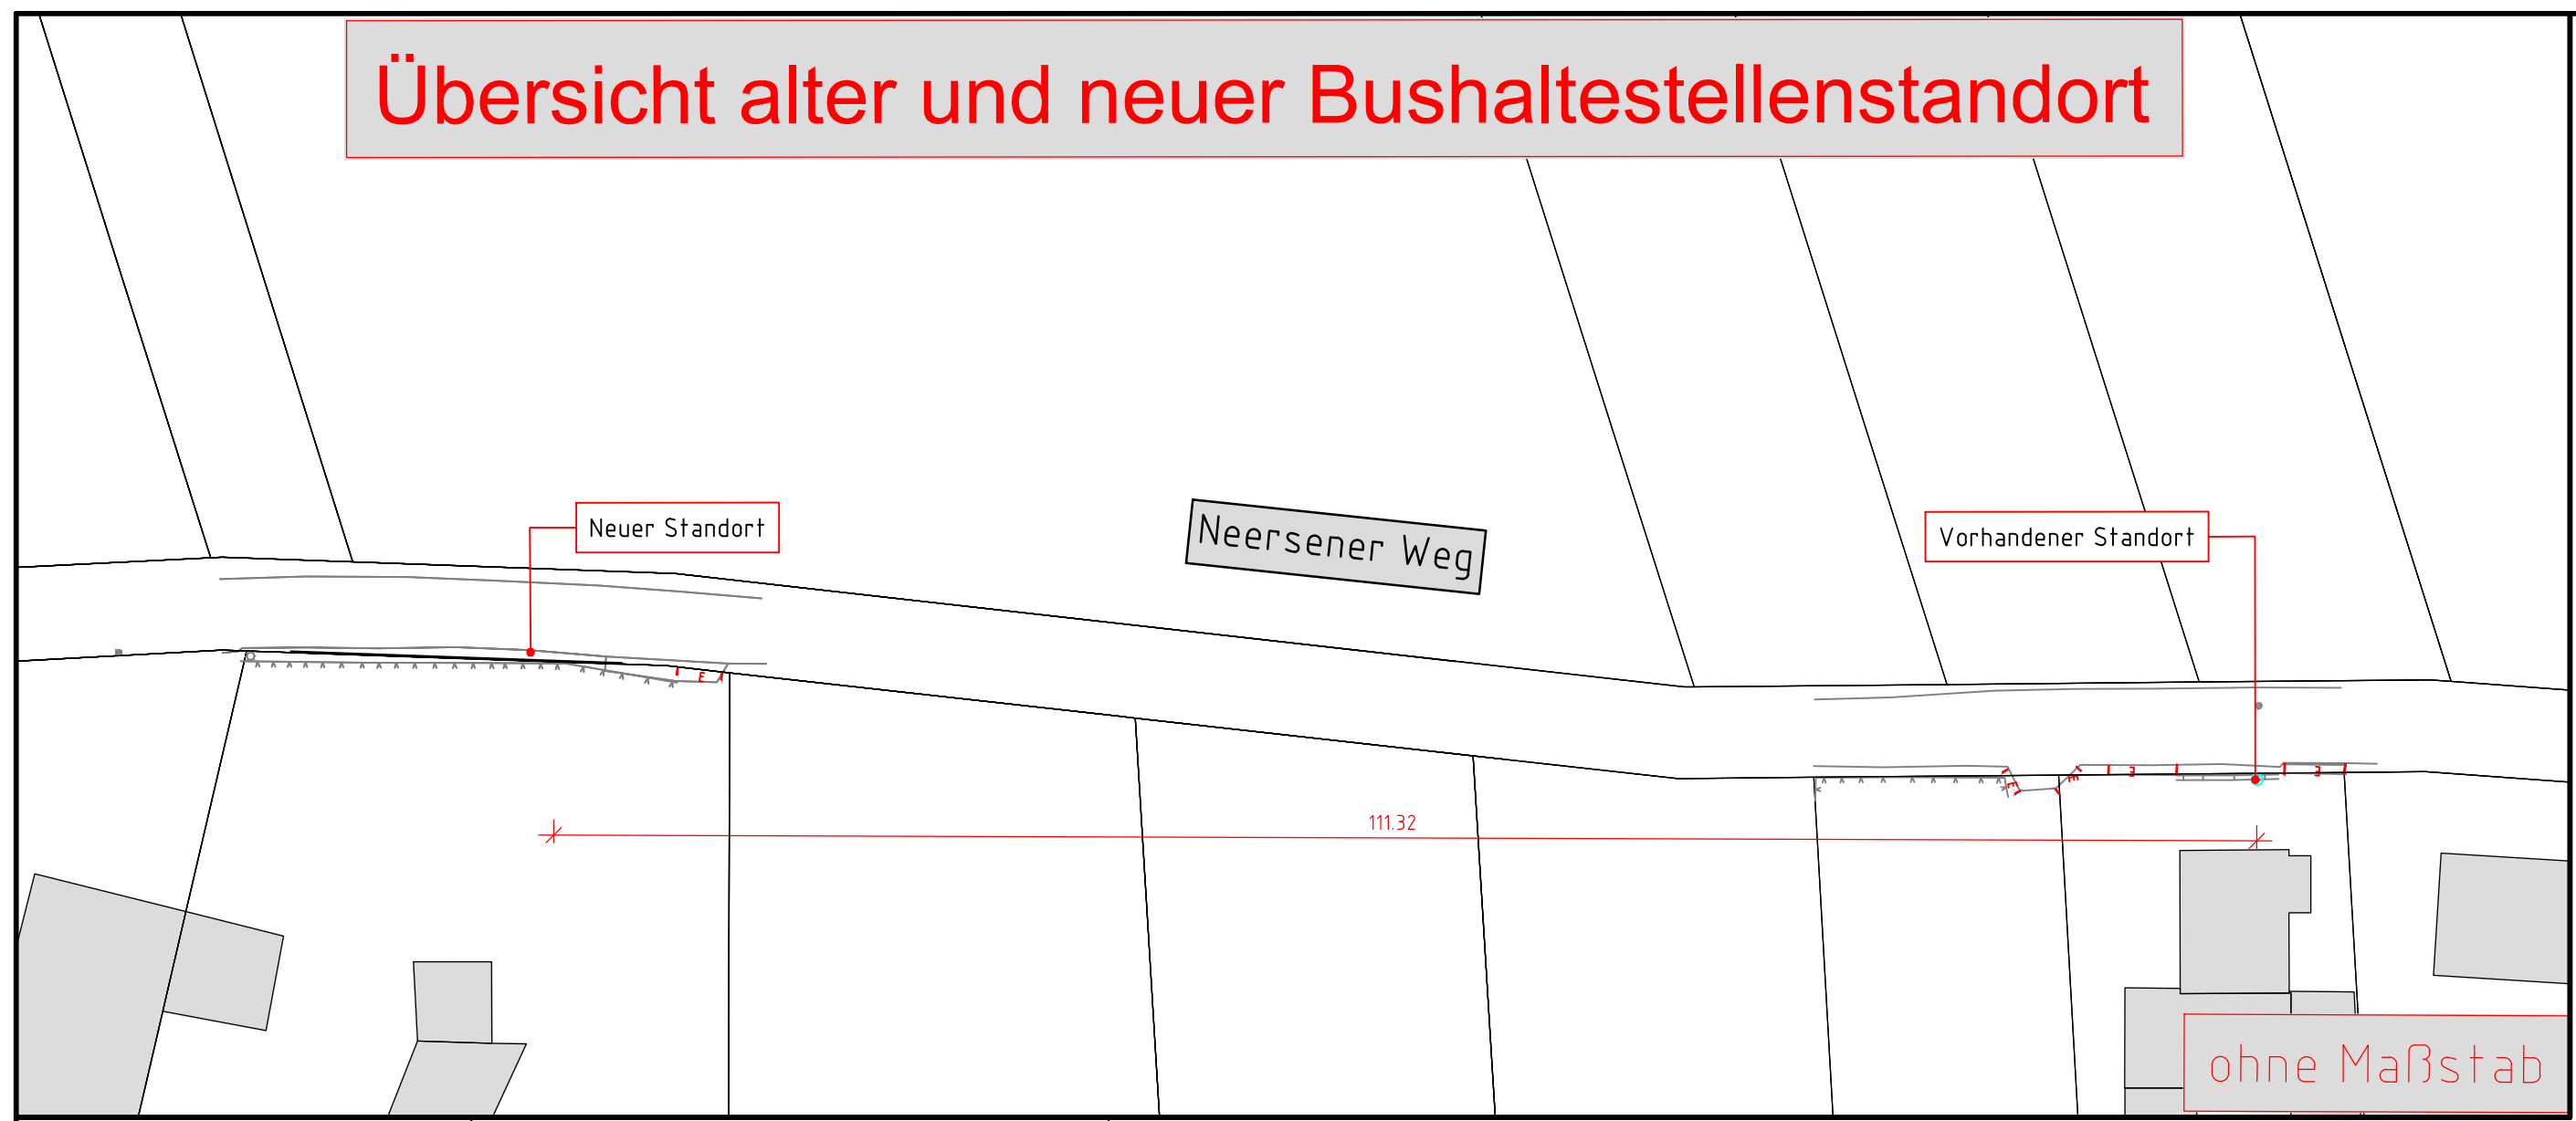 Übersicht alter und neuer Bushaltestellenstandort
Neuer Standort
Neersener Weg
Vorhandener Standort
111.32
E
E
E
E
E
ohne Maßstab